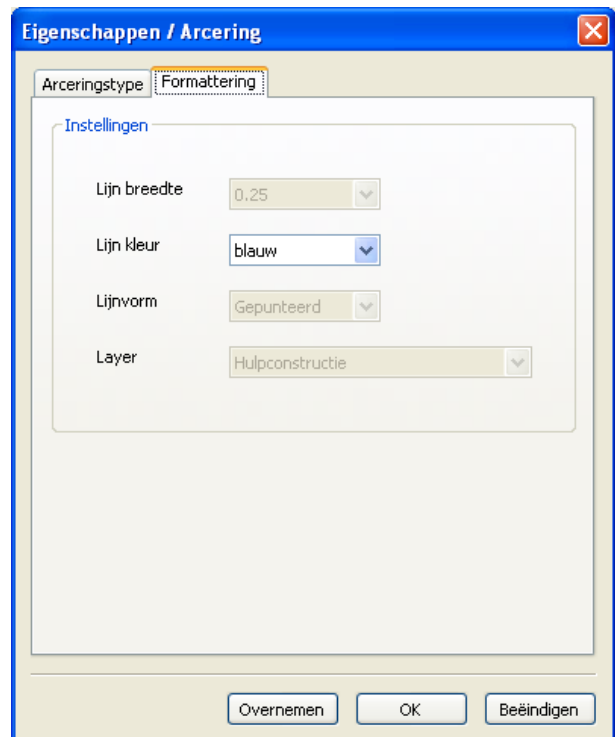 Eigenschappen / Arcering
Arceringstype Formattering
Instellingen
Lijn breedte 0.25
Lijn kleur blauw
Lijnvorm Gepunteerd
Layer Hulpconstructie
Overnemen OK Beëindigen